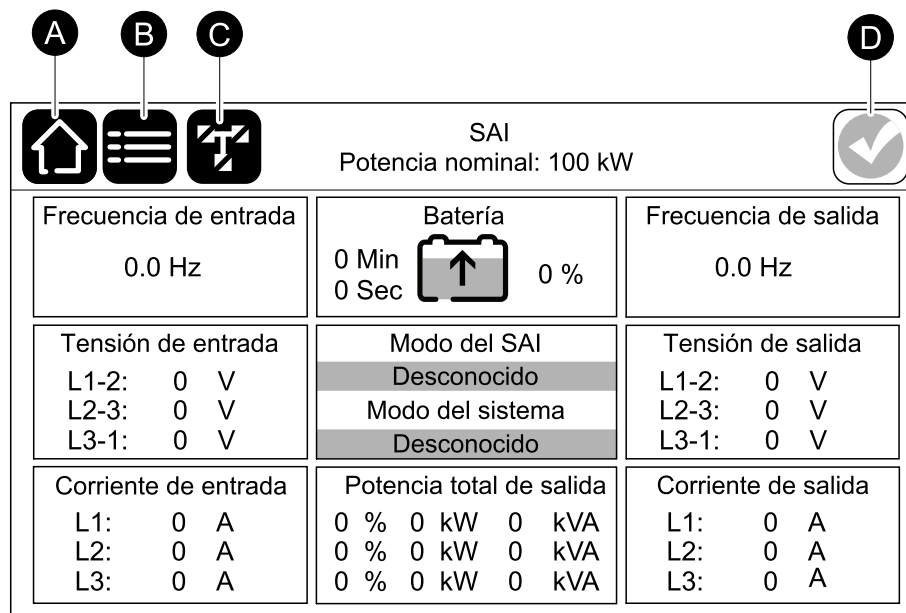 A B C D
SAI
Potencia nominal: 100 kW
Frecuencia de entrada
0.0 Hz
Batería
0 Min
0 Sec
0 %
Frecuencia de salida
0.0 Hz
Tensión de entrada
L1-2: 0 V
L2-3: 0 V
L3-1: 0 V
Modo del SAI
Desconocido
Modo del sistema
Desconocido
Tensión de salida
L1-2: 0 V
L2-3: 0 V
L3-1: 0 V
Corriente de entrada
L1: 0 A
L2: 0 A
L3: 0 A
Potencia total de salida
0 % 0 kW 0 kVA
0 % 0 kW 0 kVA
0 % 0 kW 0 kVA
Corriente de salida
L1: 0 A
L2: 0 A
L3: 0 A